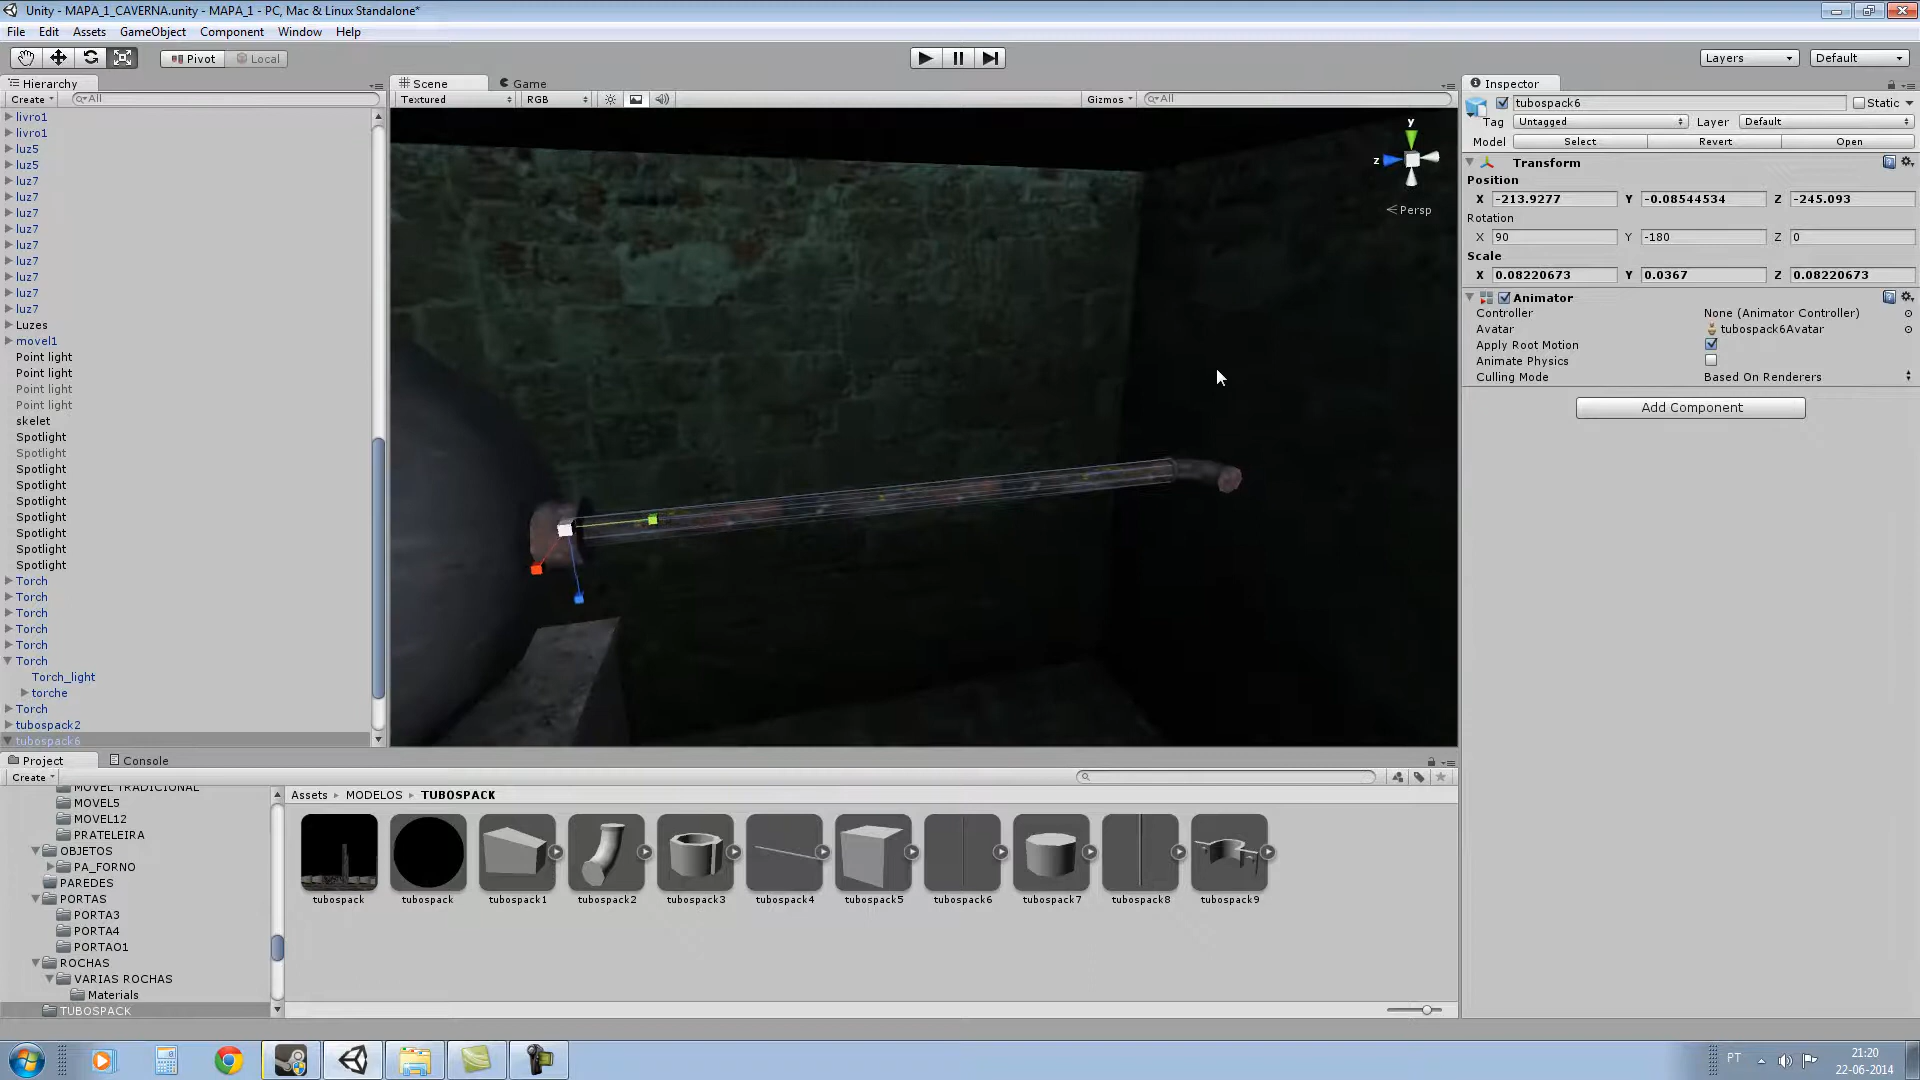 Unity - MAPA_1_CAVERNA.unity - MAPA_1 - PC, Mac & Linux Standalone*
File Edit Assets GameObject Component Window Help
Pivot Local Layers Default
Hierarchy
Create All
livro1
livro1
luz5
luz5
luz7
luz7
luz7
luz7
luz7
luz7
luz7
luz7
luz7
Luzes
movel1
Point light
Point light
Point light
Point light
skelet
Spotlight
Spotlight
Spotlight
Spotlight
Spotlight
Spotlight
Spotlight
Spotlight
Spotlight
Torch
Torch
Torch
Torch
Torch
Torch
Torch_light
torche
Torch
tubospack2
tubospack6
Scene Game
Textured RGB Gizmos All
y
z
Persp
Inspector
tubospack6 Static
Tag Untagged Layer Default
Model Select Revert Open
Transform
Position
X -213.9277 Y -0.08544534 Z -245.093
Rotation
X 90 Y -180 Z 0
Scale
X 0.08220673 Y 0.0367 Z 0.08220673
Animator
Controller None (Animator Controller)
Avatar tubospack6Avatar
Apply Root Motion
Animate Physics
Culling Mode Based On Renderers
Add Component
Project Console
Create
MOVEL TRADICIONAL
MOVEL5
MOVEL12
PRATELEIRA
OBJETOS
PA_FORNO
PAREDES
PORTAS
PORTA3
PORTA4
PORTAO1
ROCHAS
VARIAS ROCHAS
Materials
TUBOSPACK
Assets MODELOS TUBOSPACK
tubospack tubospack tubospack1 tubospack2 tubospack3 tubospack4 tubospack5 tubospack6 tubospack7 tubospack8 tubospack9
PT
21:20
22-06-2014